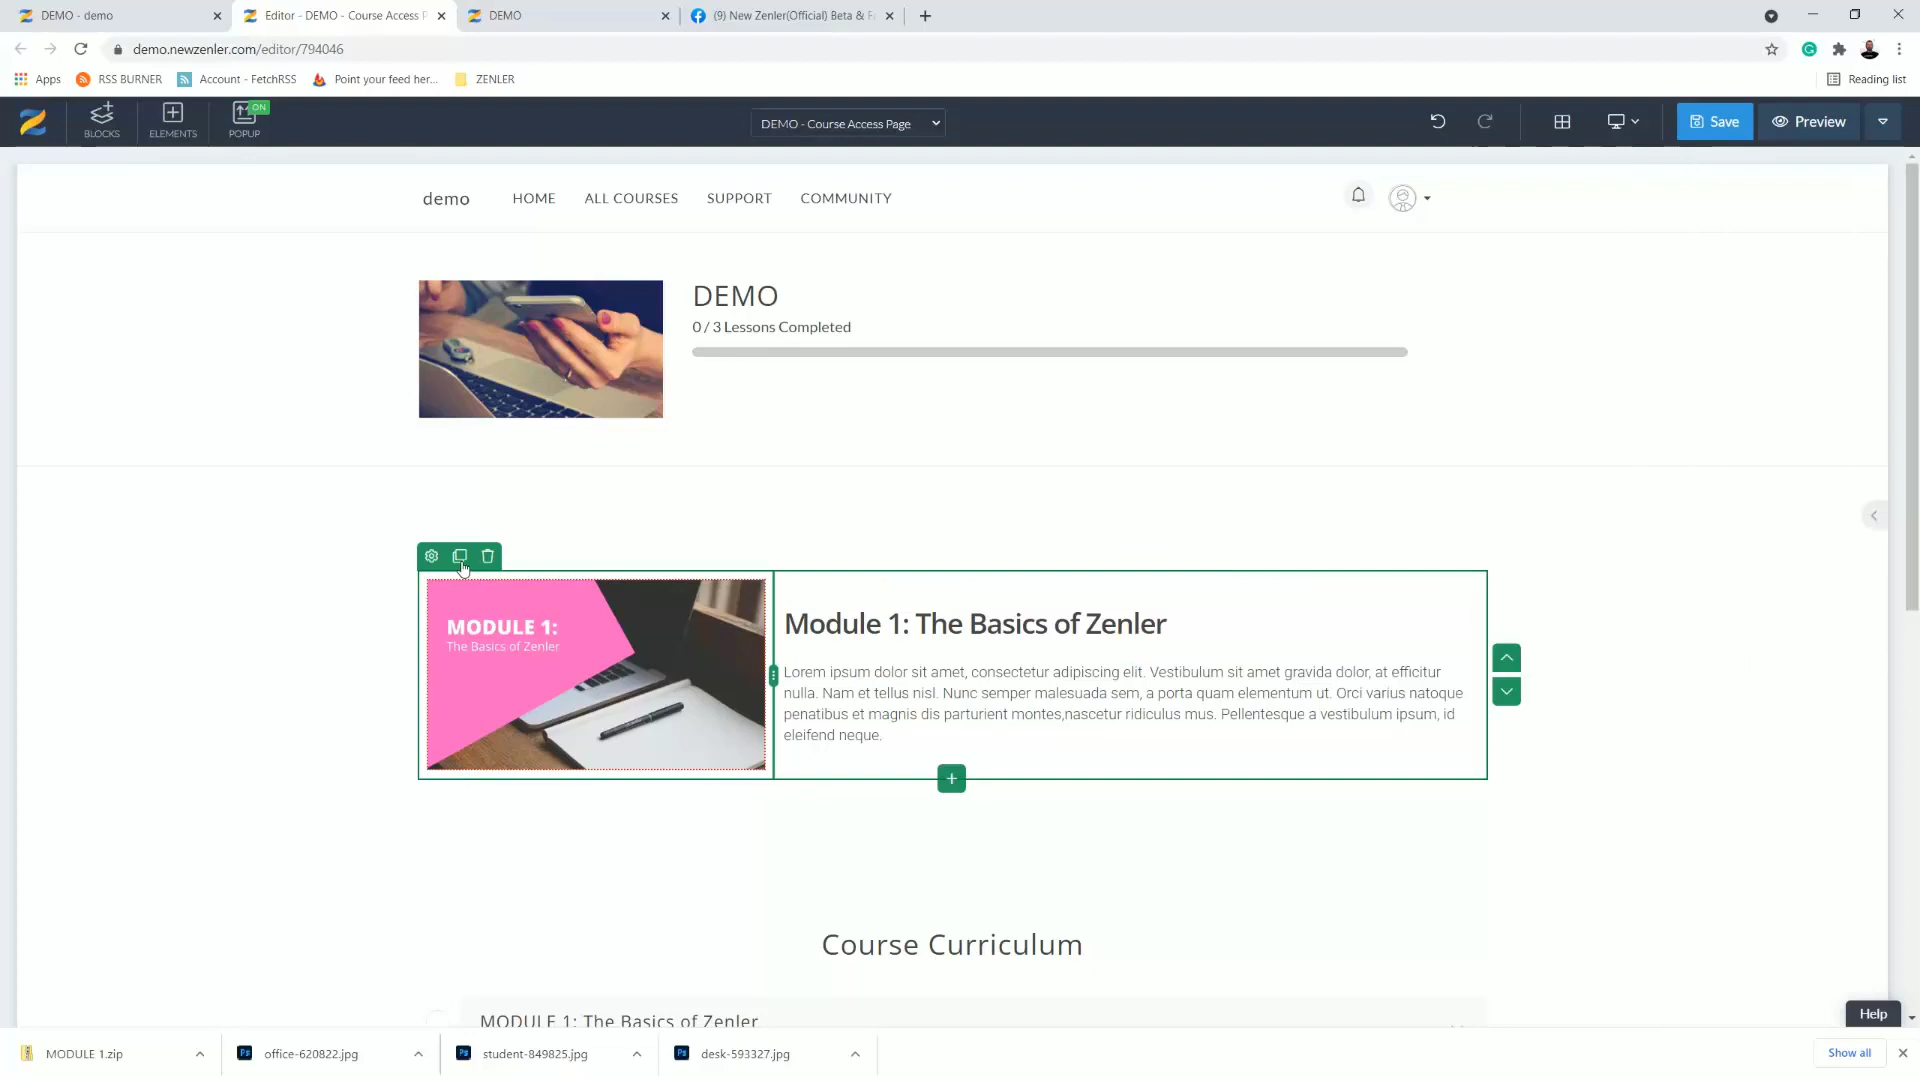 DEMO - demo
Editor - DEMO - Course Access P
DEMO
(9) New Zenler(Official) Beta & F
demo.newzenler.com/editor/794046
Apps
RSS BURNER
Account - FetchRSS
Point your feed her...
ZENLER
Reading list
BLOCKS
ELEMENTS
ON
POPUP
DEMO - Course Access Page
Save
Preview
demo
HOME
ALL COURSES
SUPPORT
COMMUNITY
DEMO
0 / 3 Lessons Completed
MODULE 1:
The Basics of Zenler
Module 1: The Basics of Zenler
Lorem ipsum dolor sit amet, consectetur adipiscing elit. Vestibulum sit amet gravida dolor, at efficitur
nulla. Nam et tellus nisl. Nunc semper malesuada sem, a porta quam elementum ut. Orci varius natoque
penatibus et magnis dis parturient montes,nascetur ridiculus mus. Pellentesque a vestibulum ipsum, id
eleifend neque.
Course Curriculum
MODULE 1: The Basics of Zenler
Help
MODULE 1.zip
office-620822.jpg
student-849825.jpg
desk-593327.jpg
Show all